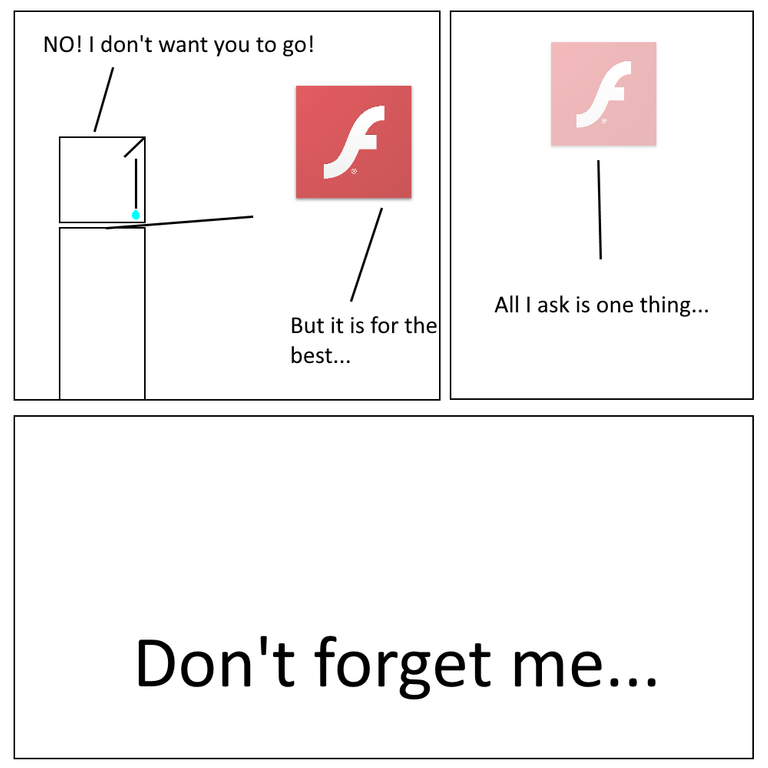 NO! I don't want you to go!
But it is for the
best...
All I ask is one thing...
Don't forget me...